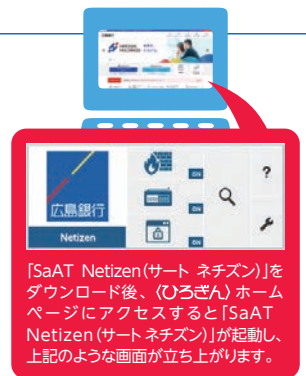 広島銀行
Netizen
ON
ON
ON
?
「SaAT Netizen(サート ネチズン)」を
ダウンロード後、〈ひろぎん〉ホーム
ページにアクセスすると「SaAT
Netizen(サートネチズン)」が起動し、
上記のような画面が立ち上がります。